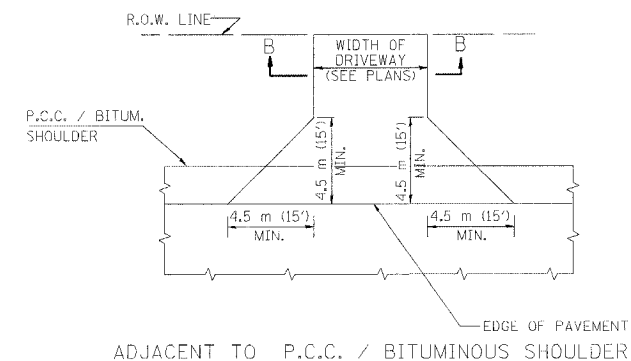 R.O.W. LINE
B
WIDTH OF
DRIVEWAY
(SEE PLANS)
B
P.C.C. / BITUM.
SHOULDER
4.5 m (15')
MIN.
4.5 m (15')
MIN.
4.5 m (15')
MIN.
4.5 m (15')
MIN.
EDGE OF PAVEMENT
ADJACENT TO P.C.C. / BITUMINOUS SHOULDER